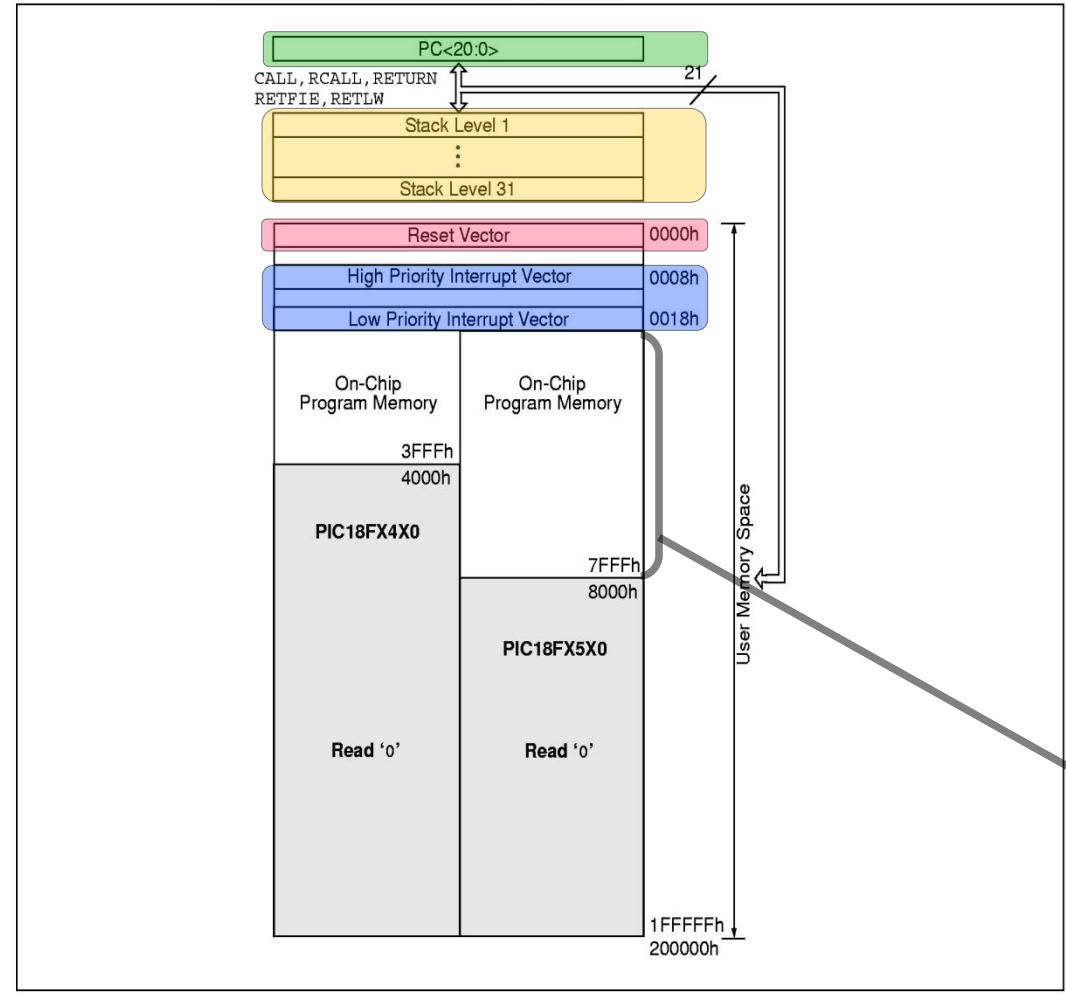 PC<20:0>
CALL,RCALL,RETURN
RETFIE,RETLW
21
Stack Level 1
Stack Level 31
Reset Vector
0000h
High Priority Interrupt Vector
0008h
Low Priority Interrupt Vector
0018h
On-Chip
Program Memory
On-Chip
Program Memory
3FFFh
4000h
PIC18FX4X0
7FFFh
8000h
PIC18FX5X0
Read ‘0’
Read ‘0’
User Memory Space
1FFFFFh
200000h